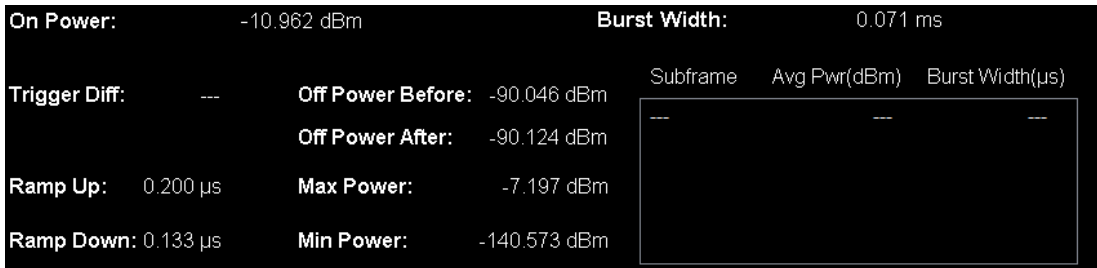 On Power: -10.962 dBm Burst Width: 0.071 ms
Subframe Avg Pwr(dBm) Burst Width(µs)
Trigger Diff: --- Off Power Before: -90.046 dBm
--- --- ---
Off Power After: -90.124 dBm
Ramp Up: 0.200 µs Max Power: -7.197 dBm
Ramp Down: 0.133 µs Min Power: -140.573 dBm